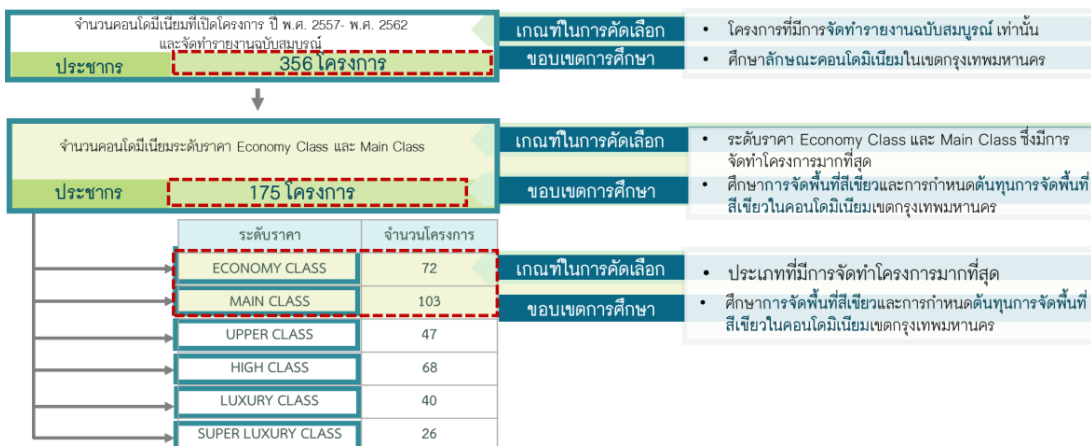 จำนวนคอนโดมีเนียมที่เปิดโครงการ ปี พ.ศ. 2557- พ.ศ. 2562
และจัดทำรายงานฉบับสมบูรณ์
ประชากร 356 โครงการ
เกณฑ์ในการคัดเลือก
• โครงการที่มีการจัดทำรายงานฉบับสมบูรณ์ เท่านั้น
ขอบเขตการศึกษา
• ศึกษาลักษณะคอนโดมิเนียมในเขตกรุงเทพมหานคร
จำนวนคอนโดมีเนียมระดับราคา Economy Class และ Main Class
ประชากร 175 โครงการ
เกณฑ์ในการคัดเลือก
• ระดับราคา Economy Class และ Main Class ซึ่งมีการ
จัดทำโครงการมากที่สุด
ขอบเขตการศึกษา
• ศึกษาการจัดพื้นที่สีเขียวและการกำหนดต้นทุนการจัดพื้นที่
สีเขียวในคอนโดมิเนียมเขตกรุงเทพมหานคร
ระดับราคา จำนวนโครงการ
ECONOMY CLASS 72
MAIN CLASS 103
UPPER CLASS 47
HIGH CLASS 68
LUXURY CLASS 40
SUPER LUXURY CLASS 26
เกณฑ์ในการคัดเลือก
• ประเภทที่มีการจัดทำโครงการมากที่สุด
ขอบเขตการศึกษา
• ศึกษาการจัดพื้นที่สีเขียวและการกำหนดต้นทุนการจัดพื้นที่
สีเขียวในคอนโดมิเนียมเขตกรุงเทพมหานคร